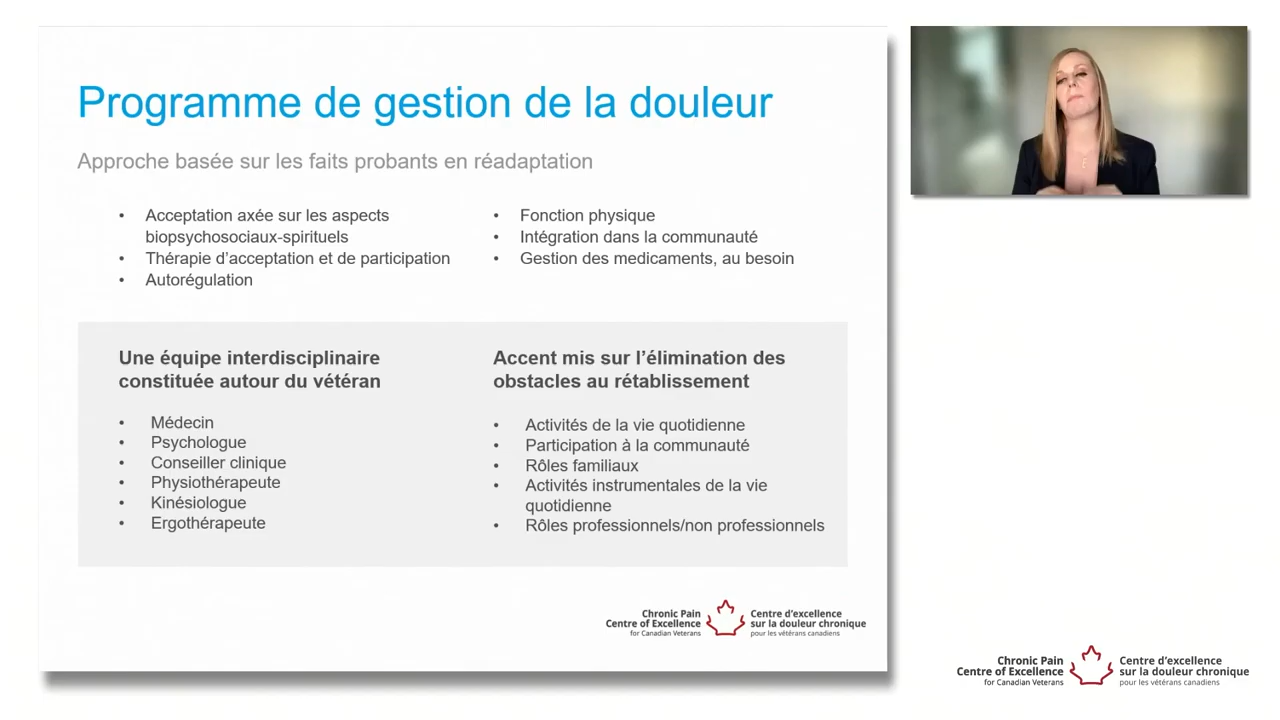 Programme de gestion de la douleur
Approche basée sur les faits probants en réadaptation
• Acceptation axée sur les aspects
biopsychosociaux-spirituels
• Thérapie d’acceptation et de participation
• Autorégulation
• Fonction physique
• Intégration dans la communauté
• Gestion des medicaments, au besoin
Une équipe interdisciplinaire
constituée autour du vétéran
• Médecin
• Psychologue
• Conseiller clinique
• Physiothérapeute
• Kinésiologue
• Ergothérapeute
Accent mis sur l’élimination des
obstacles au rétablissement
• Activités de la vie quotidienne
• Participation à la communauté
• Rôles familiaux
• Activités instrumentales de la vie
quotidienne
• Rôles professionnels/non professionnels
Chronic Pain
Centre of Excellence
for Canadian Veterans
Centre d’excellence
sur la douleur chronique
pour les vétérans canadiens
Chronic Pain
Centre of Excellence
for Canadian Veterans
Centre d’excellence
sur la douleur chronique
pour les vétérans canadiens